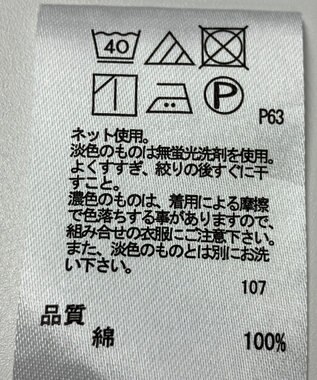 40
P
P63
ネット使用。
淡色のものは無蛍光洗剤を使用。
よくすすぎ、絞りの後すぐに干
すこと。
濃色のものは、着用による摩擦
で色落ちする事がありますので、
組み合せの衣服にご注意下さい。
また、淡色のものとは別にお洗
い下さい。
107
品質
綿 100%